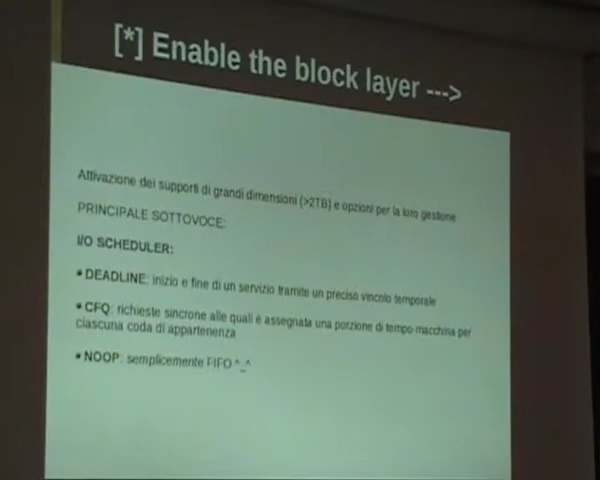 [*] Enable the block layer --->
Attivazione dei supporti di grandi dimensioni (>2TB) e opzioni per la loro gestione
PRINCIPALE SOTTOVOCE:
I/O SCHEDULER:
• DEADLINE: inizio e fine di un servizio tramite un preciso vincolo temporale
• CFQ: richieste sincrone alle quali è assegnata una porzione di tempo-macchina per
ciascuna coda di appartenenza
• NOOP: semplicemente FIFO ^_^